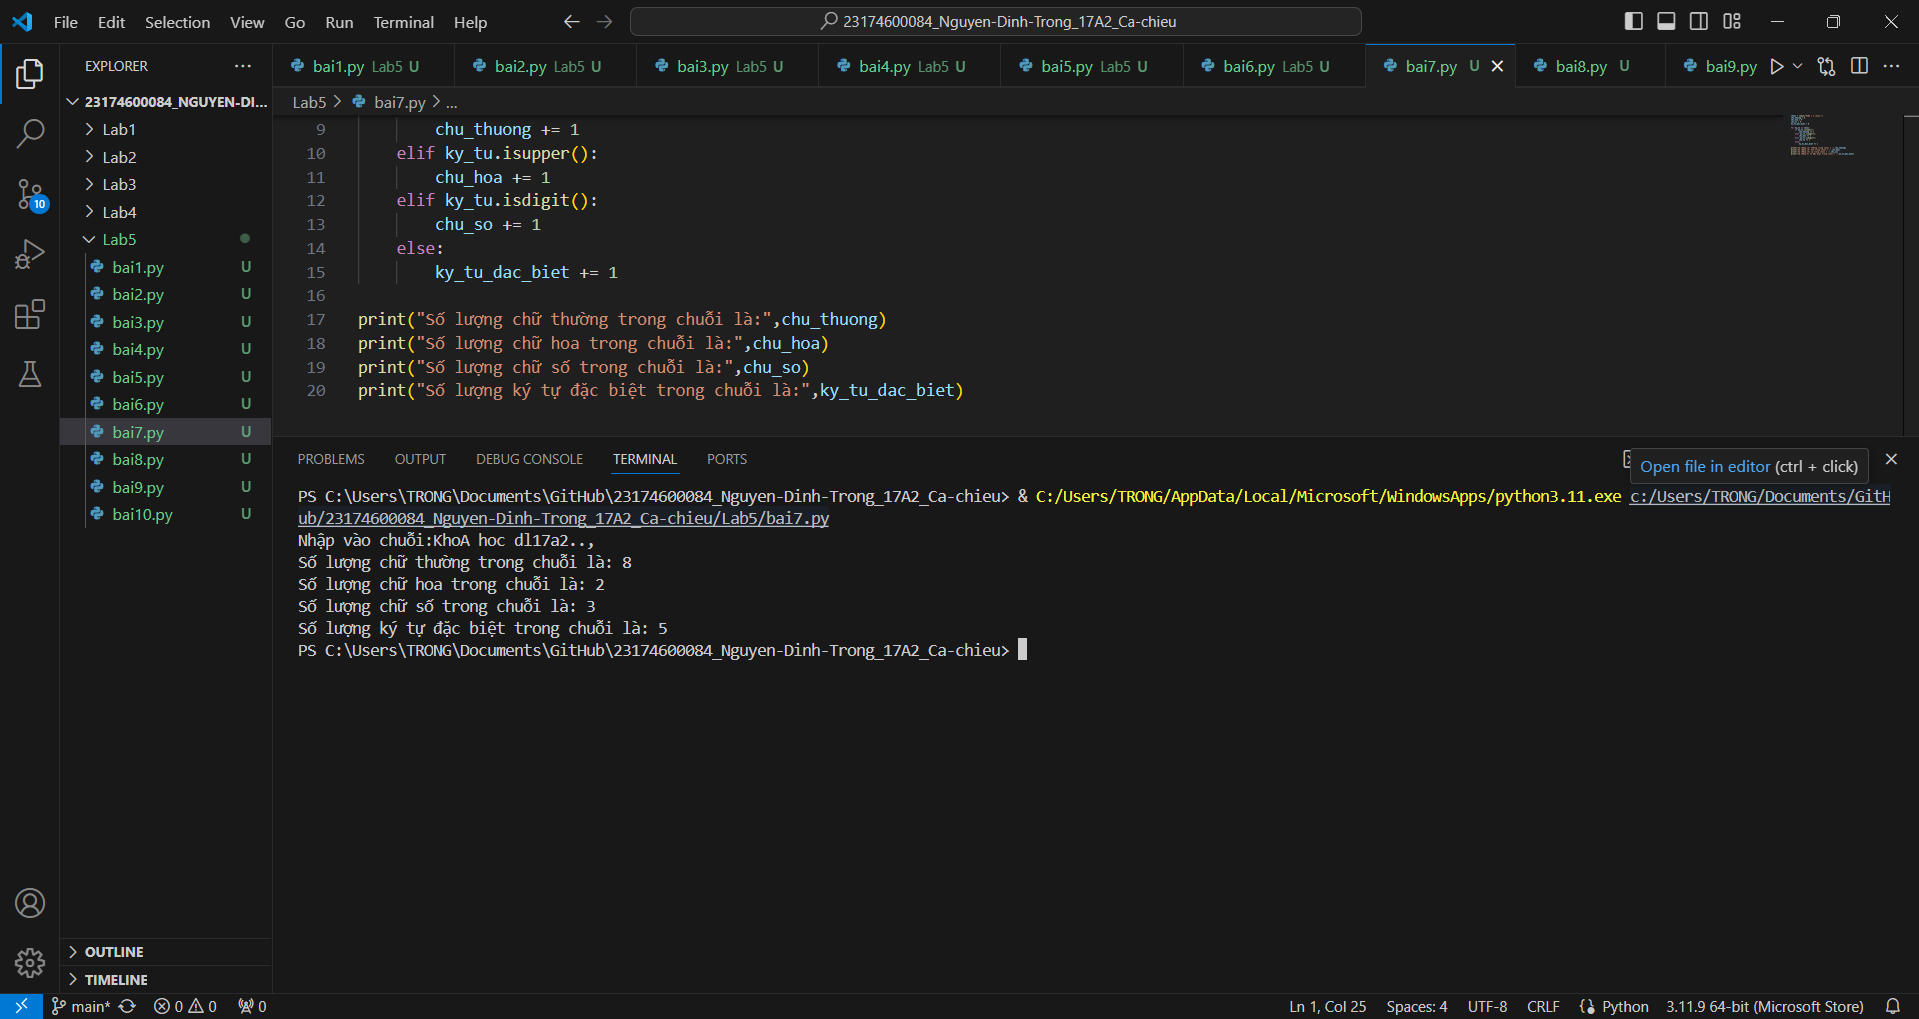 File Edit Selection View Go Run Terminal Help
23174600084_Nguyen-Dinh-Trong_17A2_Ca-chieu
EXPLORER
bai1.py Lab5 U
bai2.py Lab5 U
bai3.py Lab5 U
bai4.py Lab5 U
bai5.py Lab5 U
bai6.py Lab5 U
bai7.py U
bai8.py U
bai9.py
23174600084_NGUYEN-DI...
Lab1
Lab2
Lab3
Lab4
Lab5
bai1.py U
bai2.py U
bai3.py U
bai4.py U
bai5.py U
bai6.py U
bai7.py U
bai8.py U
bai9.py U
bai10.py U
10
OUTLINE
TIMELINE
Lab5 > bai7.py > ...
9 chu_thuong += 1
10 elif ky_tu.isupper():
11 chu_hoa += 1
12 elif ky_tu.isdigit():
13 chu_so += 1
14 else:
15 ky_tu_dac_biet += 1
16
17 print("Số lượng chữ thường trong chuỗi là:",chu_thuong)
18 print("Số lượng chữ hoa trong chuỗi là:",chu_hoa)
19 print("Số lượng chữ số trong chuỗi là:",chu_so)
20 print("Số lượng ký tự đặc biệt trong chuỗi là:",ky_tu_dac_biet)
PROBLEMS OUTPUT DEBUG CONSOLE TERMINAL PORTS
Open file in editor (ctrl + click)
PS C:\Users\TRONG\Documents\GitHub\23174600084_Nguyen-Dinh-Trong_17A2_Ca-chieu> & C:/Users/TRONG/AppData/Local/Microsoft/WindowsApps/python3.11.exe c:/Users/TRONG/Documents/GitH
ub/23174600084_Nguyen-Dinh-Trong_17A2_Ca-chieu/Lab5/bai7.py
Nhập vào chuỗi:KhoA hoc dl17a2..,
Số lượng chữ thường trong chuỗi là: 8
Số lượng chữ hoa trong chuỗi là: 2
Số lượng chữ số trong chuỗi là: 3
Số lượng ký tự đặc biệt trong chuỗi là: 5
PS C:\Users\TRONG\Documents\GitHub\23174600084_Nguyen-Dinh-Trong_17A2_Ca-chieu>
main* 0 0 0 Ln 1, Col 25 Spaces: 4 UTF-8 CRLF Python 3.11.9 64-bit (Microsoft Store)